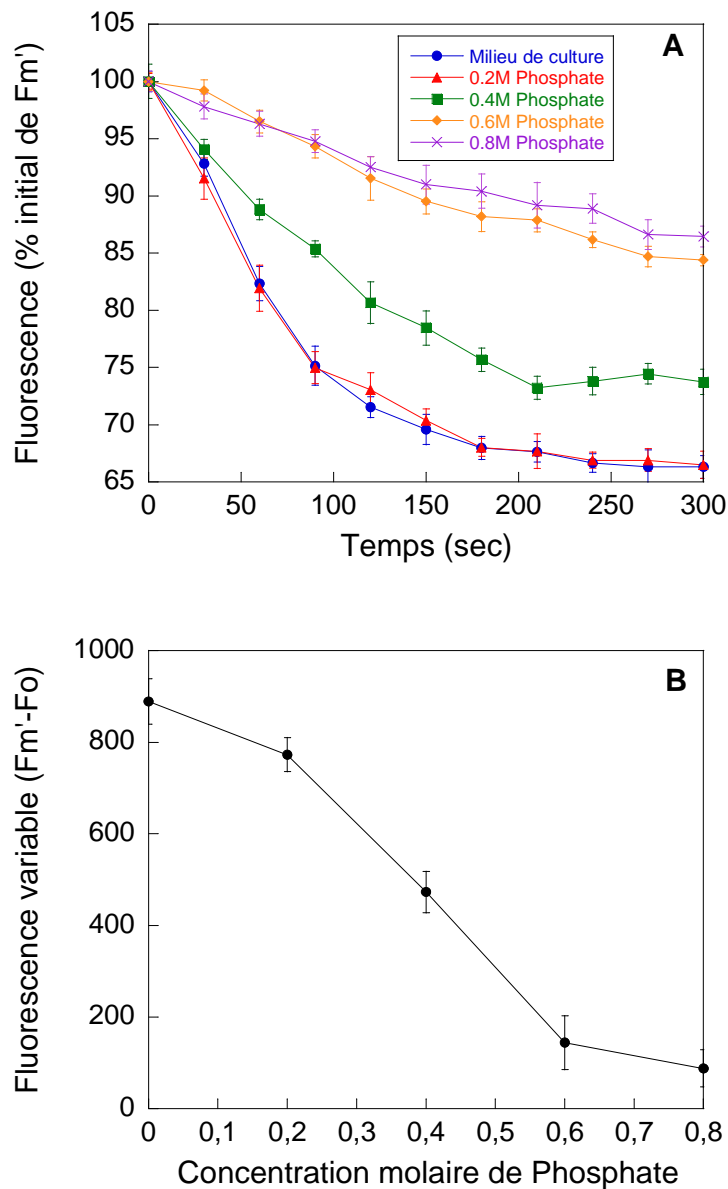 A
Milieu de culture
0.2M Phosphate
0.4M Phosphate
0.6M Phosphate
0.8M Phosphate
Fluorescence (% initial de Fm')
105
100
95
90
85
80
75
70
65
0 50 100 150 200 250 300
Temps (sec)
B
Fluorescence variable (Fm'-Fo)
1000
800
600
400
200
0
0 0,1 0,2 0,3 0,4 0,5 0,6 0,7 0,8
Concentration molaire de Phosphate